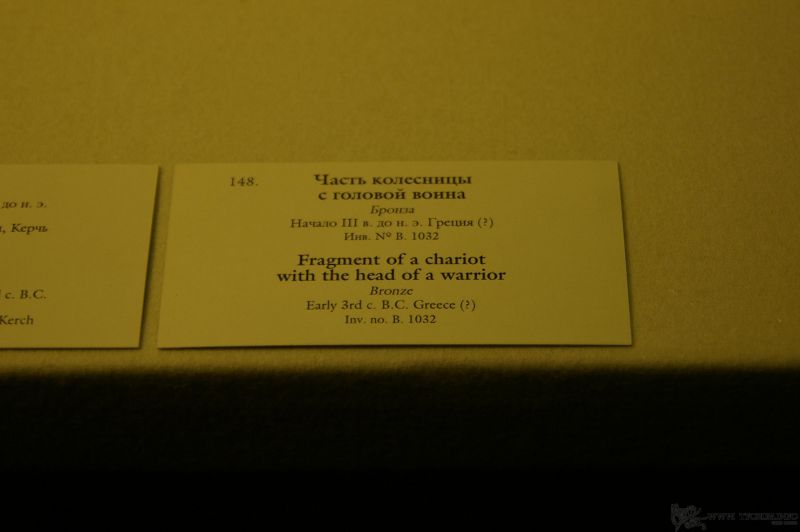 до н. э.
, Керчь
с. B.C.
Kerch
148.
Часть колесницы
с головой воина
Бронза
Начало III в. до н. э. Греция (?)
Инв. № В. 1032
Fragment of a chariot
with the head of a warrior
Bronze
Early 3rd c. B.C. Greece (?)
Inv. no. B. 1032